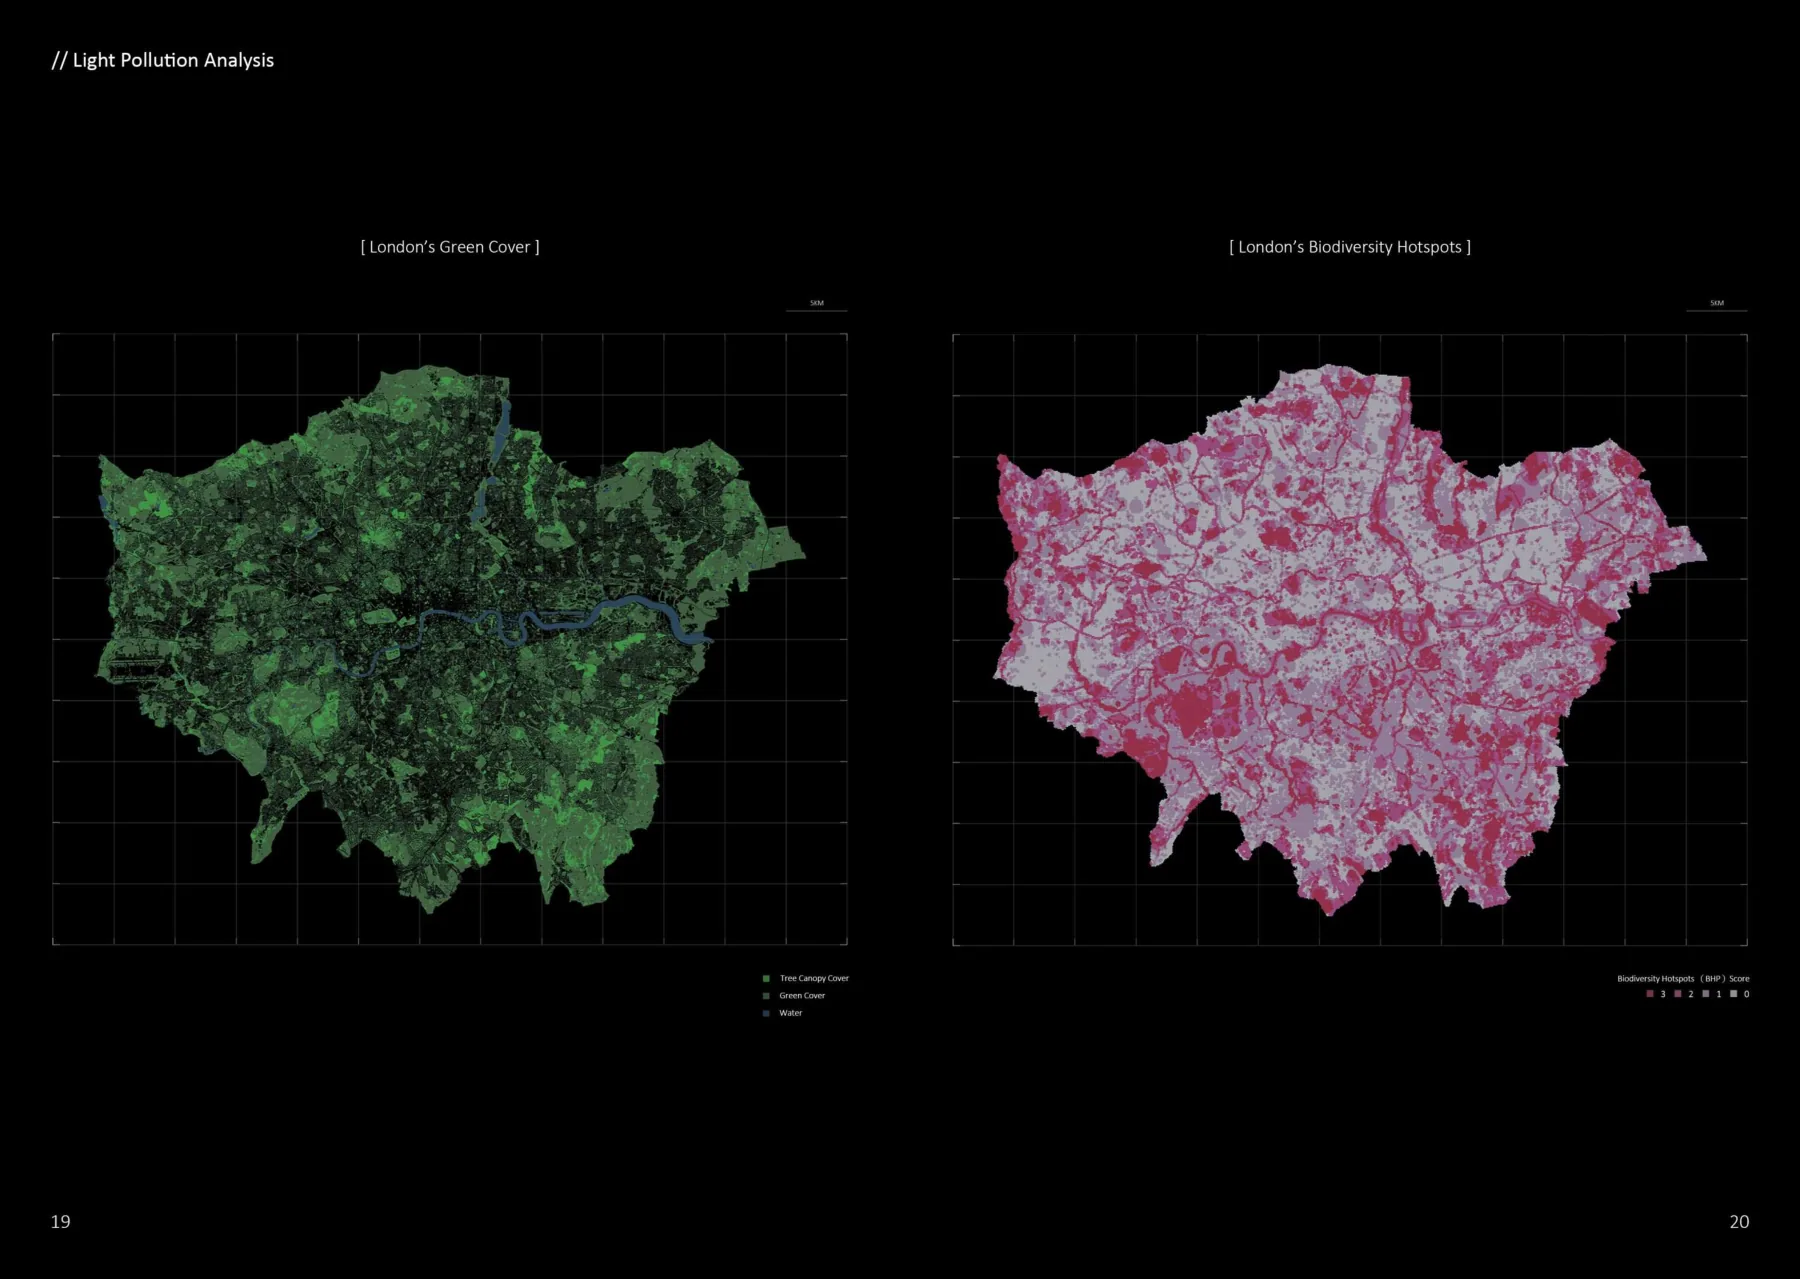 // Light Pollution Analysis
[ London's Green Cover ]
[ London's Biodiversity Hotspots ]
5KM
5KM
Tree Canopy Cover
Green Cover
Water
Biodiversity Hotspots （BHP）Score
3 2 1 0
19
20